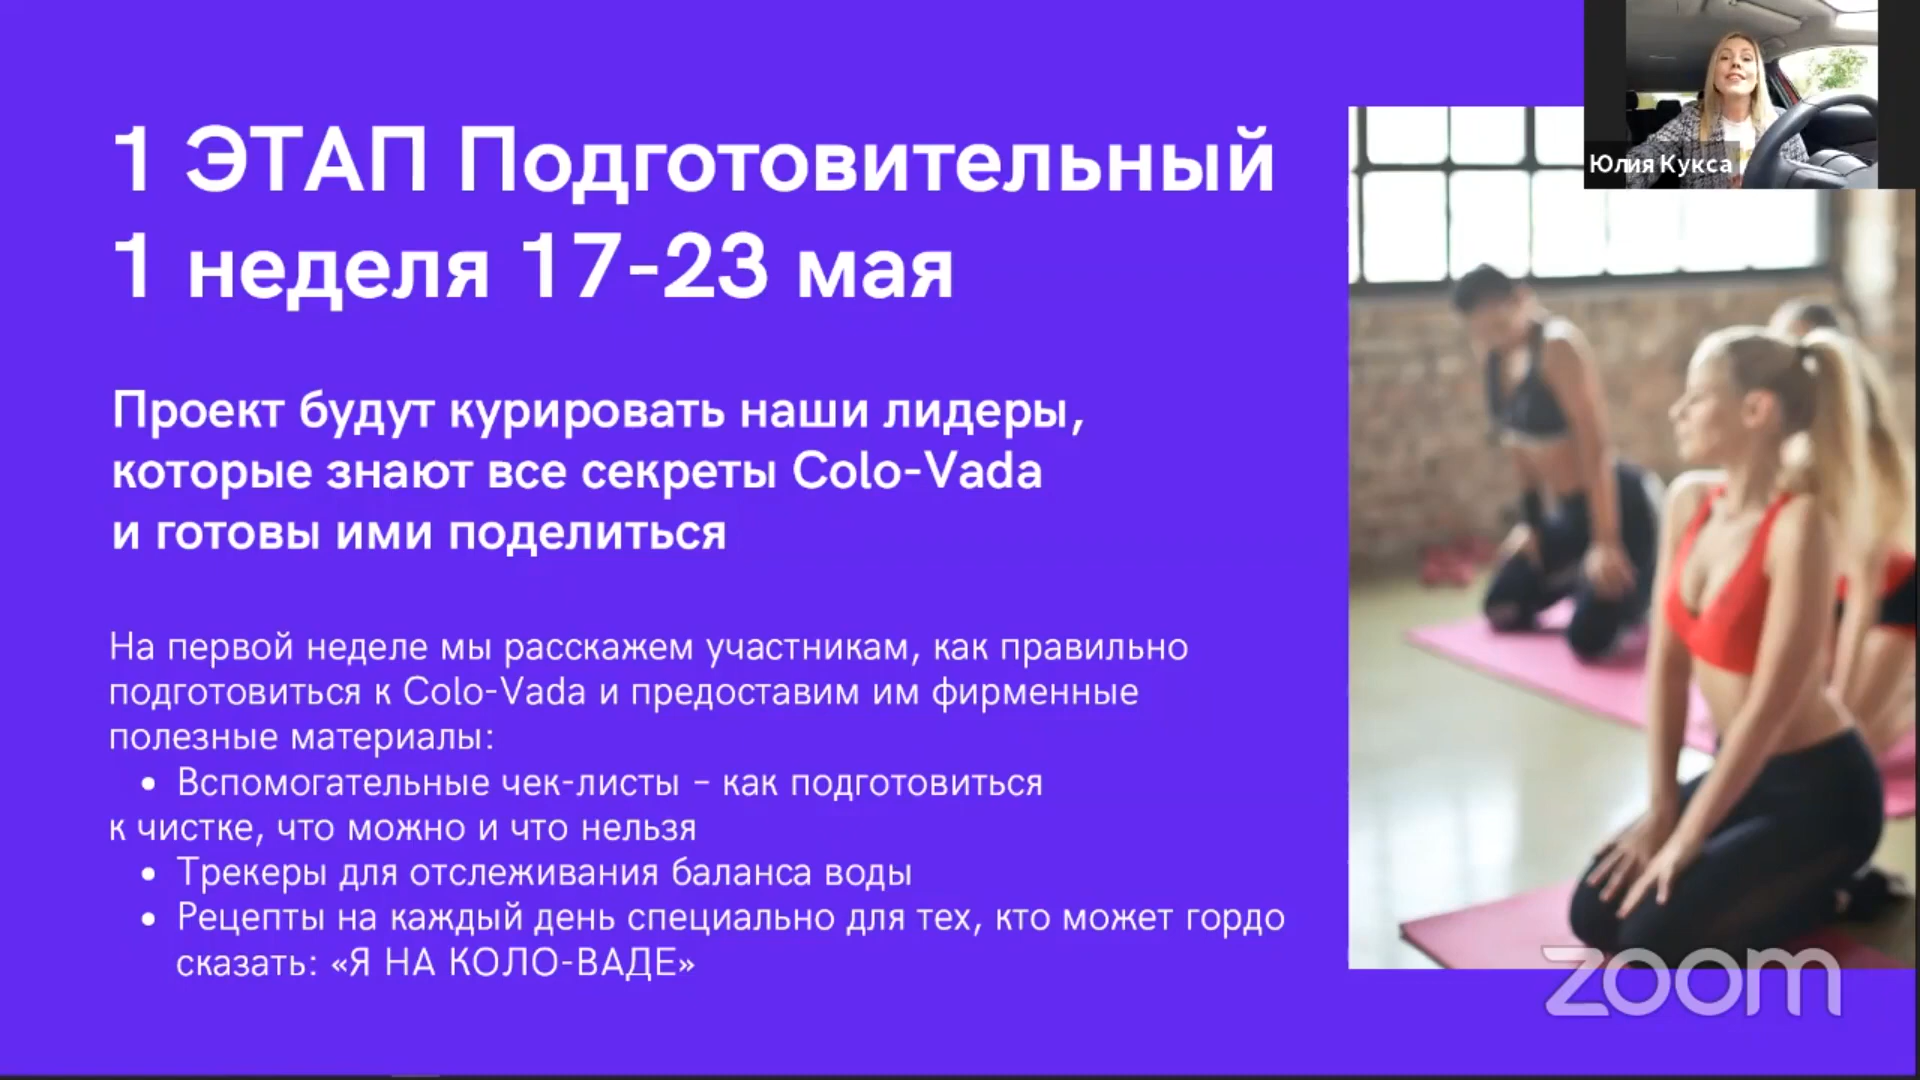 1 ЭТАП Подготовительный
1 неделя 17-23 мая
Проект будут курировать наши лидеры,
которые знают все секреты Colo-Vada
и готовы ими поделиться
На первой неделе мы расскажем участникам, как правильно
подготовиться к Colo-Vada и предоставим им фирменные
полезные материалы:
• Вспомогательные чек-листы – как подготовиться
к чистке, что можно и что нельзя
• Трекеры для отслеживания баланса воды
• Рецепты на каждый день специально для тех, кто может гордо
сказать: «Я НА КОЛО-ВАДЕ»
Юлия Кукса
zoom